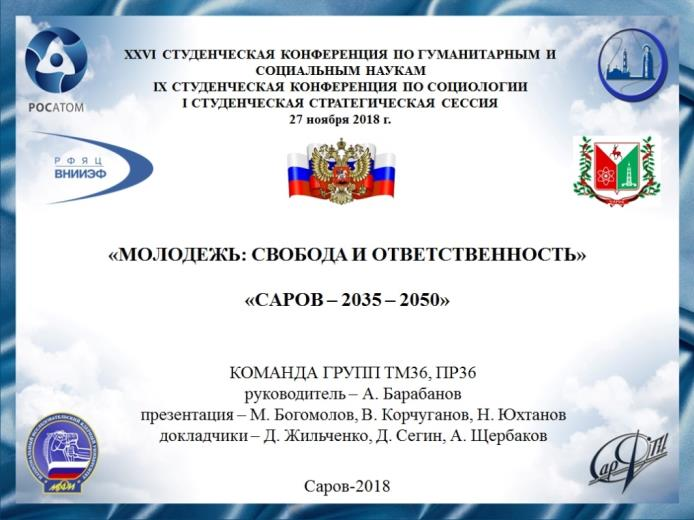 XXVI СТУДЕНЧЕСКАЯ КОНФЕРЕНЦИЯ ПО ГУМАНИТАРНЫМ И
СОЦИАЛЬНЫМ НАУКАМ
IX СТУДЕНЧЕСКАЯ КОНФЕРЕНЦИЯ ПО СОЦИОЛОГИИ
I СТУДЕНЧЕСКАЯ СТРАТЕГИЧЕСКАЯ СЕССИЯ
27 ноября 2018 г.
РОСАТОМ
РФЯЦ
ВНИИЭФ
«МОЛОДЕЖЬ: СВОБОДА И ОТВЕТСТВЕННОСТЬ»
«САРОВ – 2035 – 2050»
КОМАНДА ГРУПП ТМ36, ПР36
руководитель – А. Барабанов
презентация – М. Богомолов, В. Корчуганов, Н. Юхтанов
докладчики – Д. Жильченко, Д. Сегин, А. Щербаков
МИФИ
СарФТИ
Саров-2018